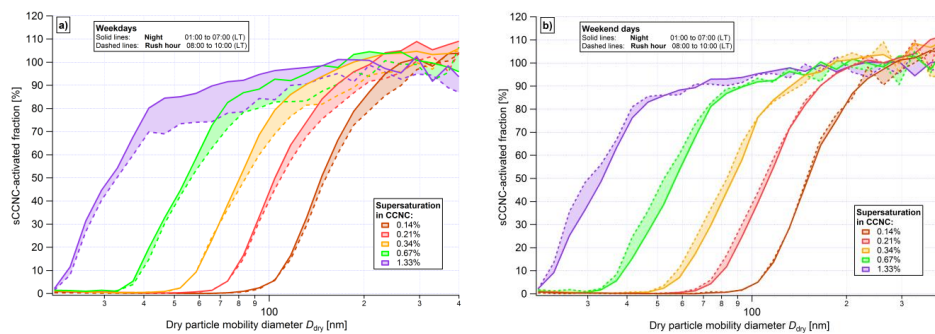 a)
Weekdays
Solid lines: Night 01:00 to 07:00 (LT)
Dashed lines: Rush hour 08:00 to 10:00 (LT)
120
110
100
90
80
70
60
50
40
30
20
10
0
sCCNC-activated fraction [%]
Supersaturation
in CCNC:
0.14%
0.21%
0.34%
0.67%
1.33%
3 4 5 6 7 8 9 100 2 3 4
Dry particle mobility diameter Ddry [nm]
b)
Weekend days
Solid lines: Night 01:00 to 07:00 (LT)
Dashed lines: Rush hour 08:00 to 10:00 (LT)
120
110
100
90
80
70
60
50
40
30
20
10
0
sCCNC-activated fraction [%]
Supersaturation
in CCNC:
0.14%
0.21%
0.34%
0.67%
1.33%
3 4 5 6 7 8 9 100 2 3
Dry particle mobility diameter Ddry [nm]